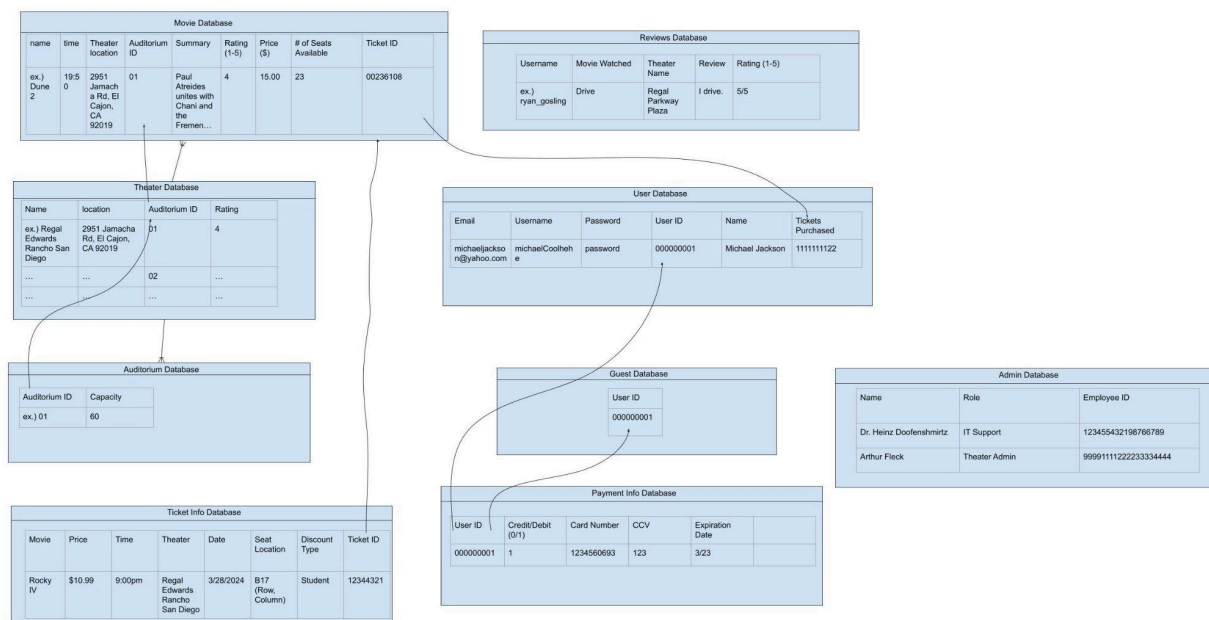 Movie Database
name
time
Theater
location
Auditorium
ID
Summary
Rating
(1-5)
Price
($)
# of Seats
Available
Ticket ID
ex.)
Dune
2
19:5
0
2951
Jamach
a Rd, El
Cajon,
CA
92019
01
Paul
Atreides
unites with
Chani and
the
Fremen…
4
15.00
23
00236108
Reviews Database
Username
Movie Watched
Theater
Name
Review
Rating (1-5)
ex.)
ryan_gosling
Drive
Regal
Parkway
Plaza
I drive.
5/5
Theater Database
Name
location
Auditorium ID
Rating
ex.) Regal
Edwards
Rancho San
Diego
2951 Jamacha
Rd, El Cajon,
CA 92019
01
4
…
…
02
…
…
…
…
…
User Database
Email
Username
Password
User ID
Name
Tickets
Purchased
michaeljackso
n@yahoo.com
michaelCoolheh
e
password
000000001
Michael Jackson
1111111122
Auditorium Database
Auditorium ID
Capacity
ex.) 01
60
Guest Database
User ID
000000001
Admin Database
Name
Role
Employee ID
Dr. Heinz Doofenshmirtz
IT Support
123455432198766789
Arthur Fleck
Theater Admin
99991111222233334444
Ticket Info Database
Movie
Price
Time
Theater
Date
Seat
Location
Discount
Type
Ticket ID
Rocky
IV
$10.99
9:00pm
Regal
Edwards
Rancho
San Diego
3/28/2024
B17
(Row,
Column)
Student
12344321
Payment Info Database
User ID
Credit/Debit
(0/1)
Card Number
CCV
Expiration
Date
000000001
1
1234560693
123
3/23